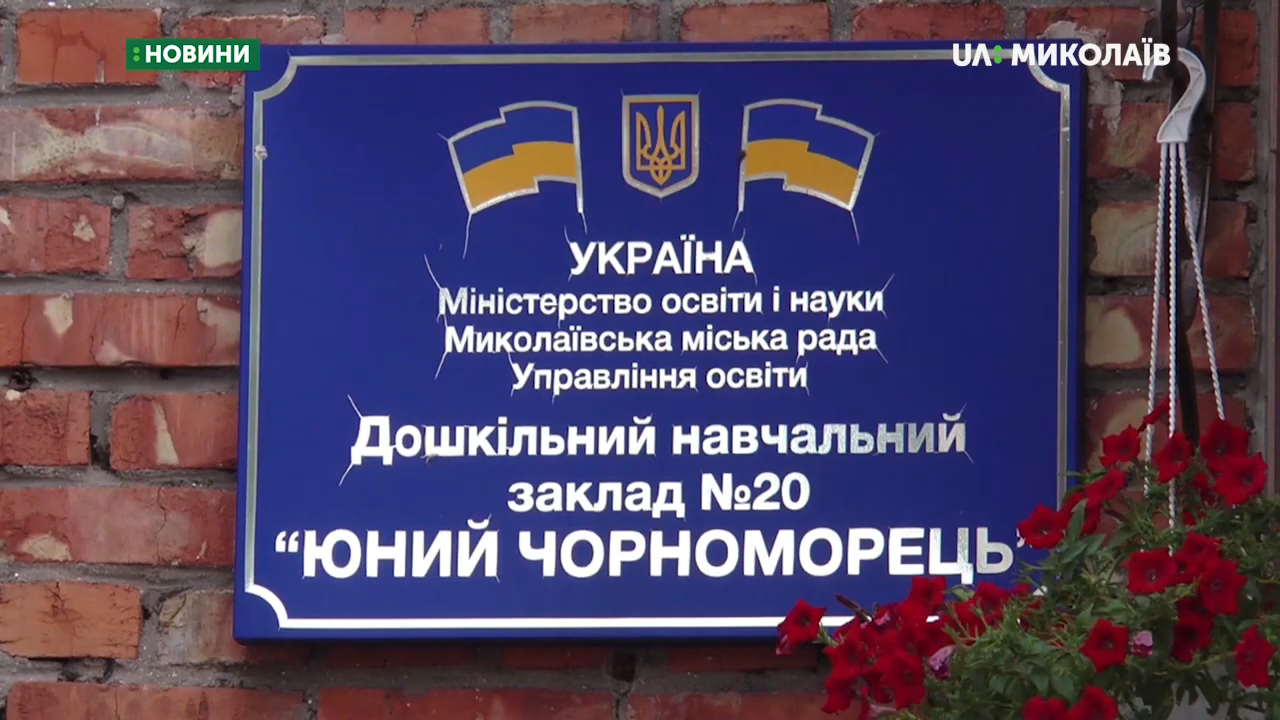 :НОВИНИ
UA: МИКОЛАЇВ
УКРАЇНА
Міністерство освіти і науки
Миколаївська міська рада
Управління освіти
Дошкільний навчальний
заклад №20
“ЮНИЙ ЧОРНОМОРЕЦЬ”